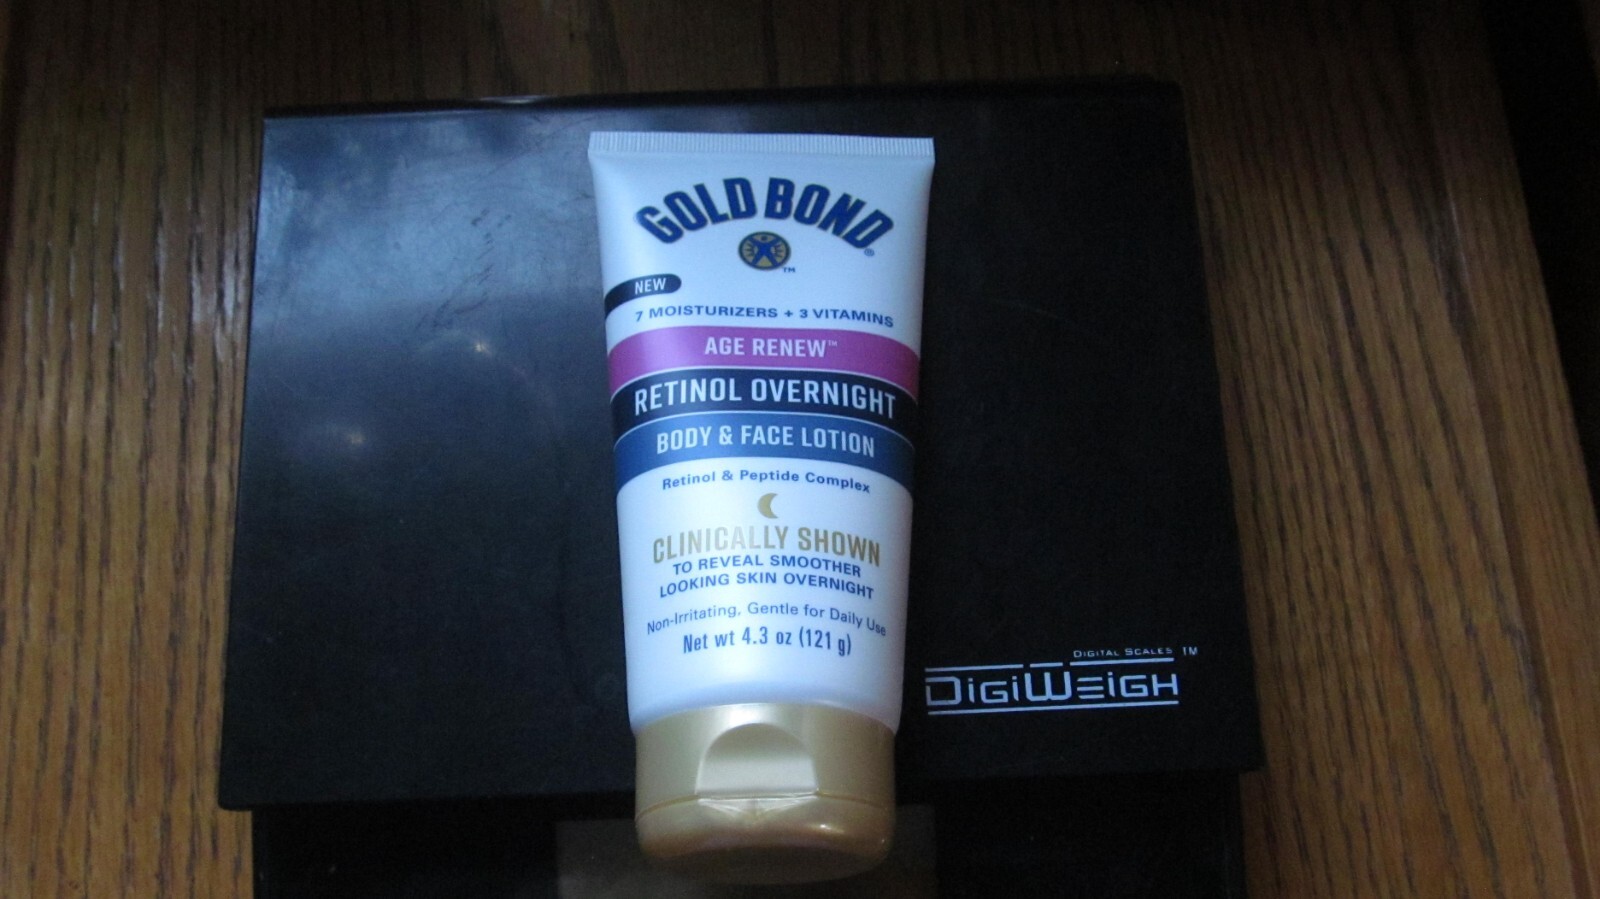 GOLD BOND®
™
NEW
7 MOISTURIZERS + 3 VITAMINS
AGE RENEW™
RETINOL OVERNIGHT
BODY & FACE LOTION
Retinol & Peptide Complex
CLINICALLY SHOWN
TO REVEAL SMOOTHER
LOOKING SKIN OVERNIGHT
Non-Irritating, Gentle for Daily Use
Net wt 4.3 oz (121 g)
DIGITAL SCALES ™
DIGIWEIGH